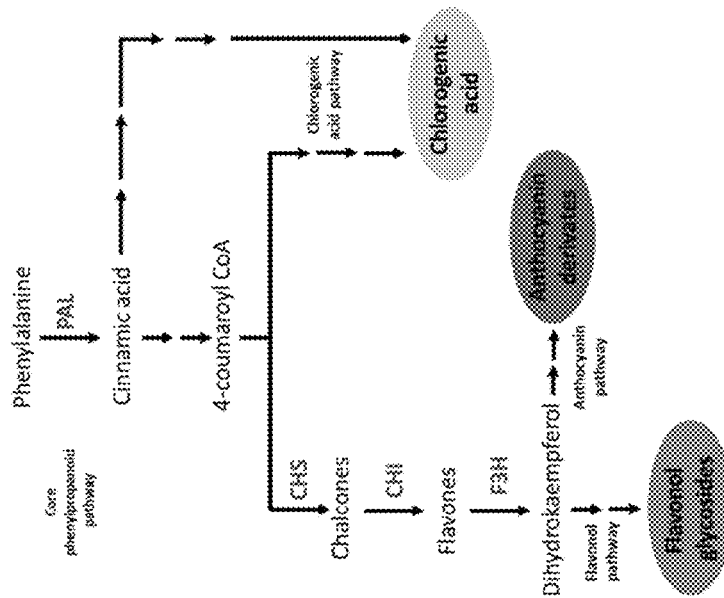 Phenylalanine
Core
phenylpropanoid
pathway
PAL
Cinnamic acid
4-coumaroyl CoA
CHS
Chlorogenic
acid pathway
Chalcones
CHI
Chlorogenic
acid
Flavones
F3H
Dihydrokaempferol
Anthocyanin
derivates
Flavonol
pathway
Anthocyanin
pathway
Flavonol
glycosides